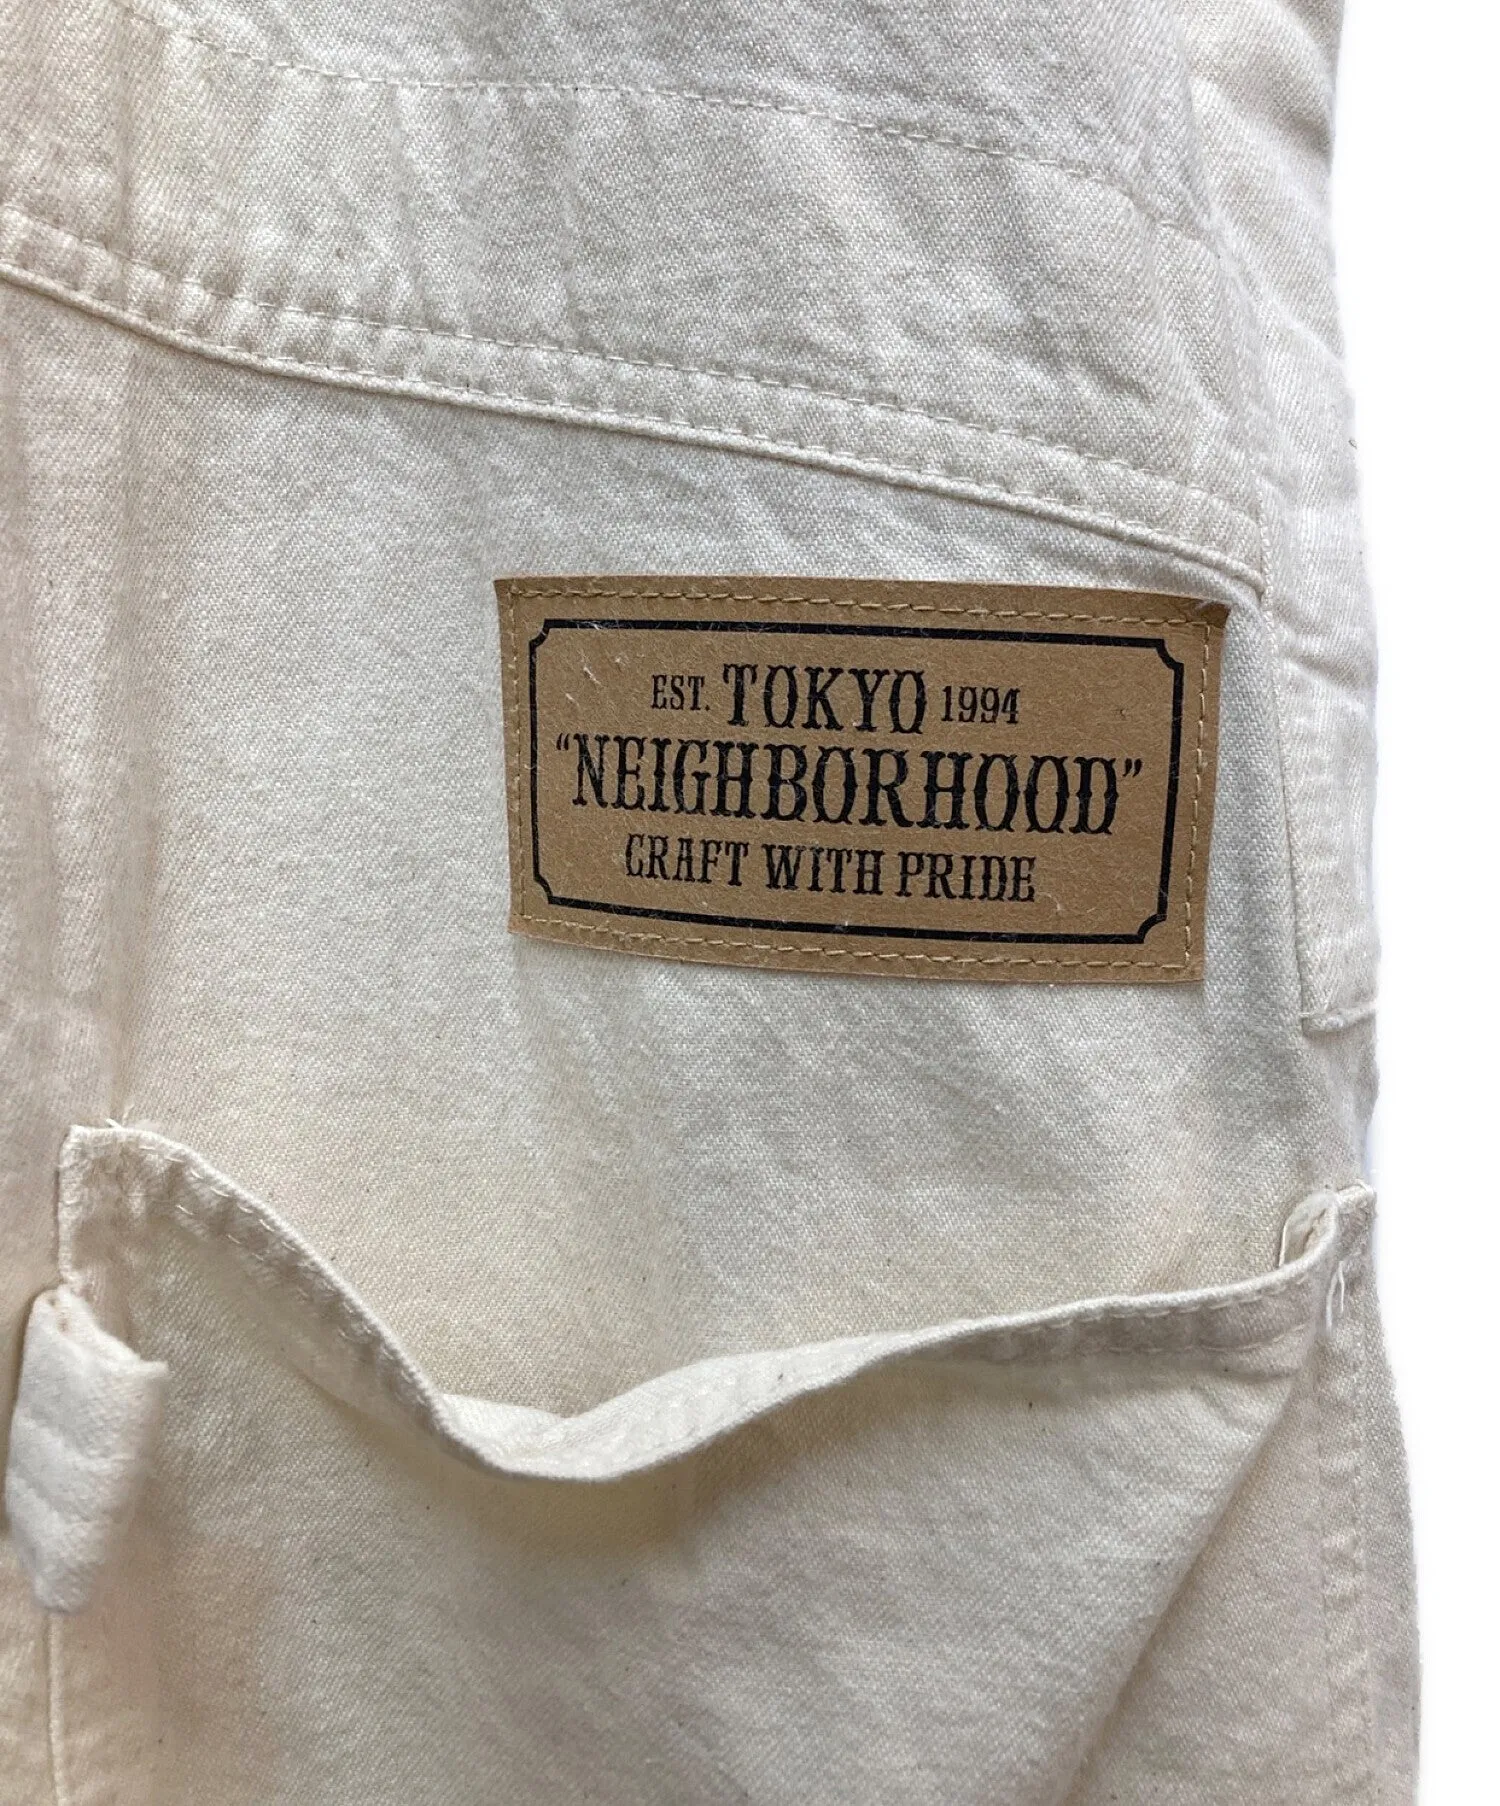 EST. TOKYO 1994
“NEIGHBORHOOD”
CRAFT WITH PRIDE